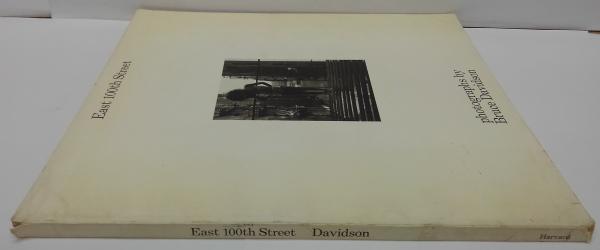 East 100th Street
photographs by
Bruce Davidson
East 100th Street Davidson Harvard